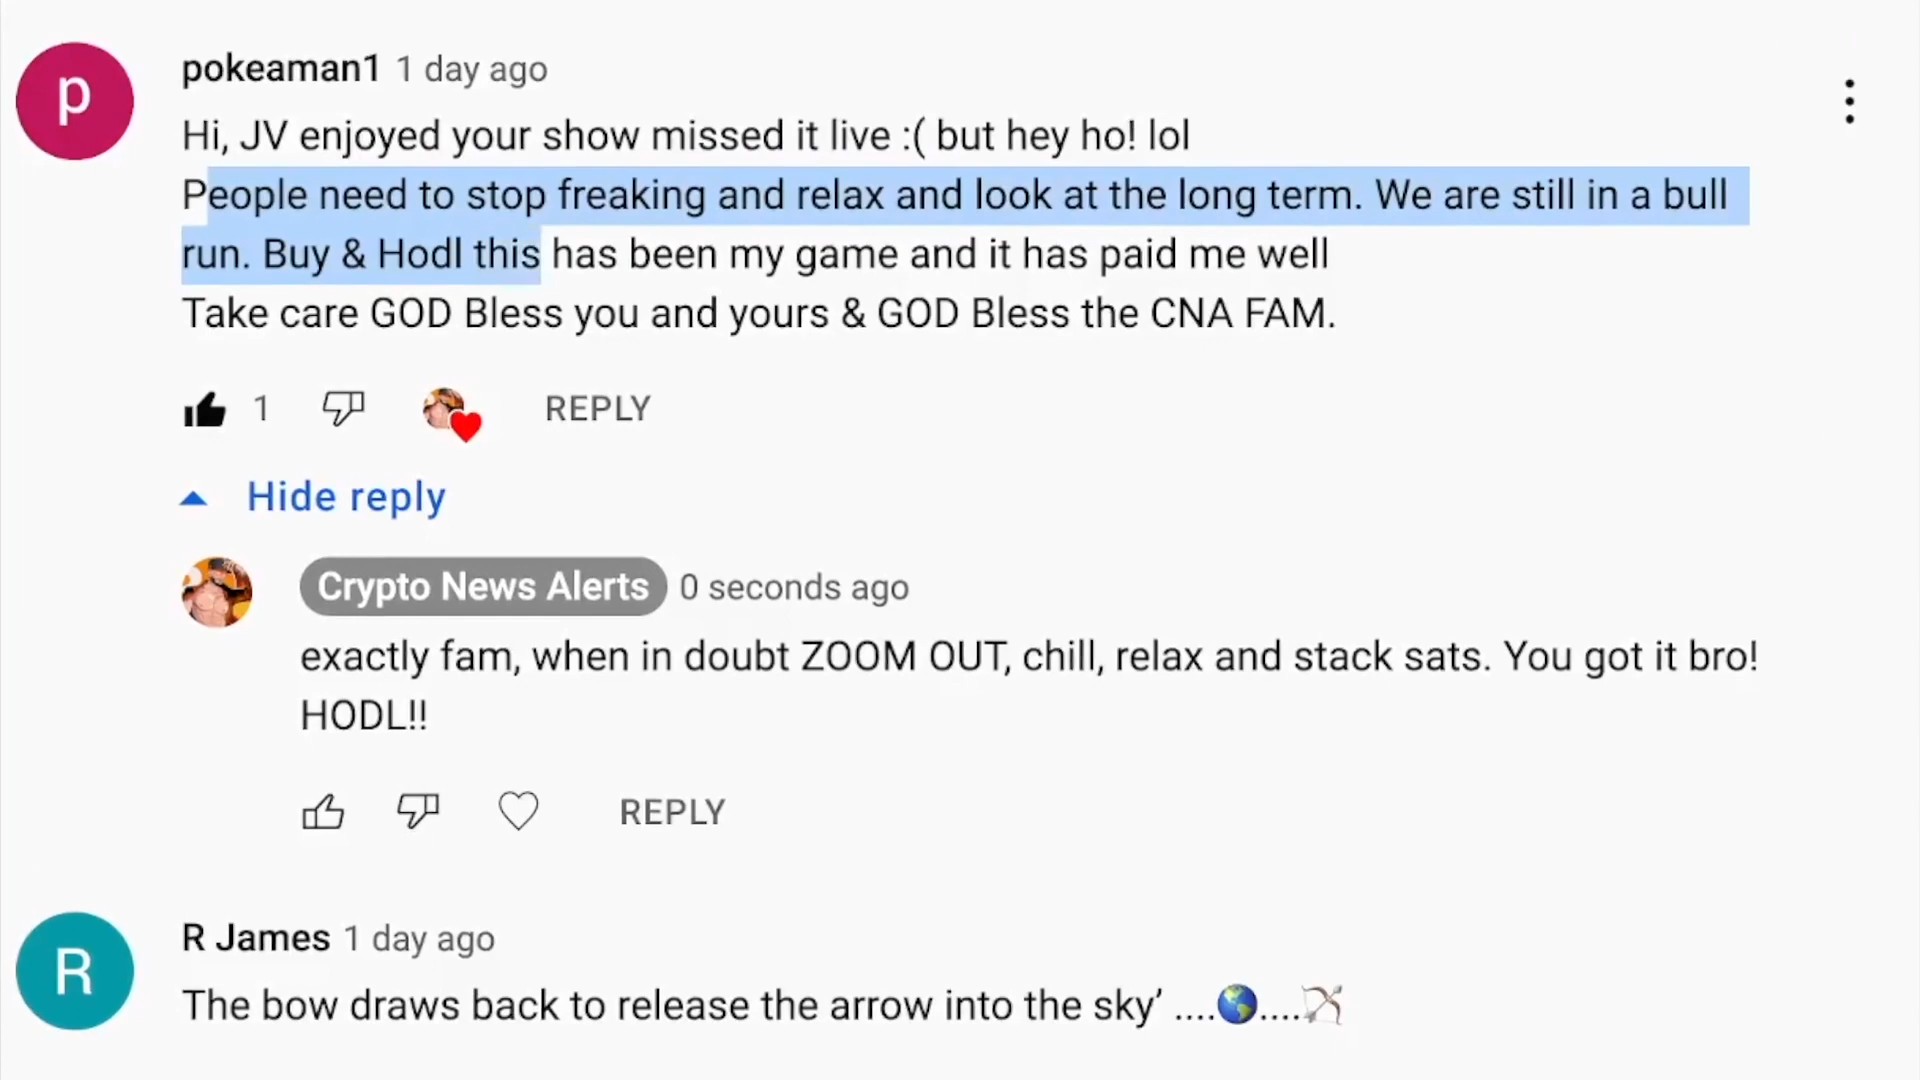 p
pokeaman1 1 day ago
Hi, JV enjoyed your show missed it live :( but hey ho! lol
People need to stop freaking and relax and look at the long term. We are still in a bull
run. Buy & Hodl this has been my game and it has paid me well
Take care GOD Bless you and yours & GOD Bless the CNA FAM.
1 REPLY
Hide reply
Crypto News Alerts 0 seconds ago
exactly fam, when in doubt ZOOM OUT, chill, relax and stack sats. You got it bro!
HODL!!
REPLY
R
R James 1 day ago
The bow draws back to release the arrow into the sky’ ....🌎....🏹